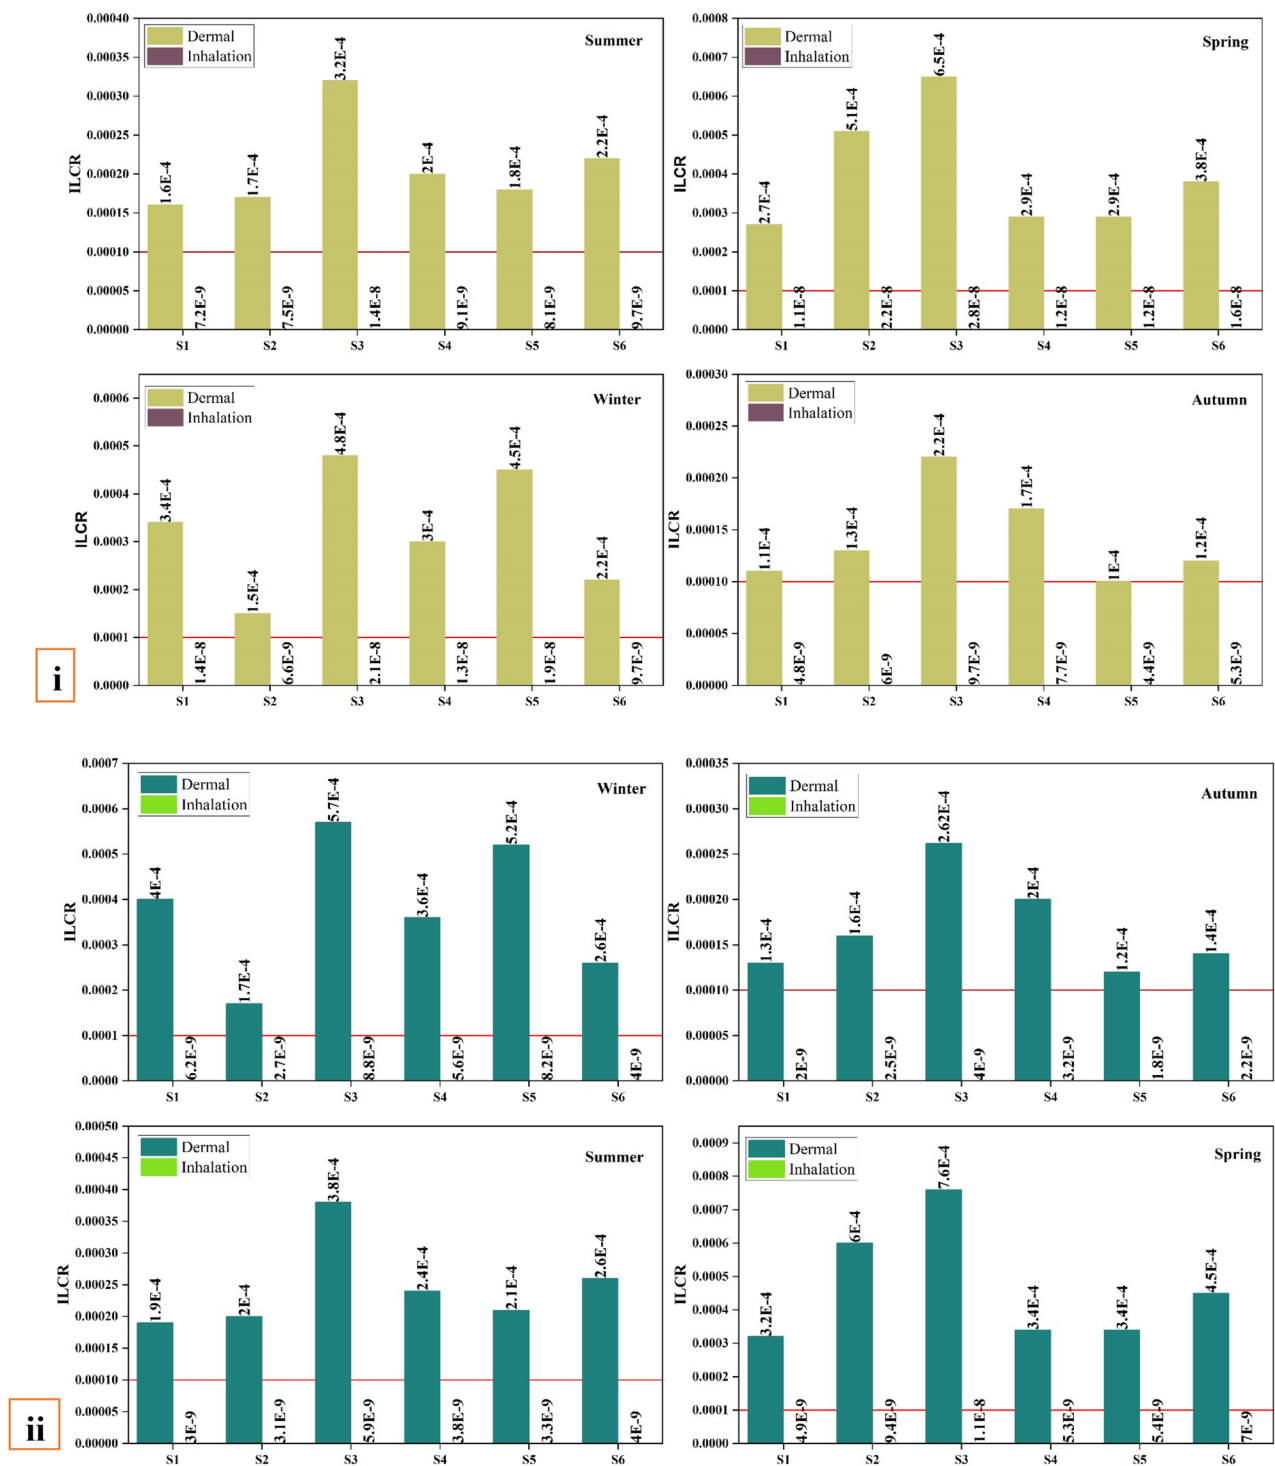 Summer
Dermal
Inhalation
ILCR
0.00040
0.00035
0.00030
0.00025
0.00020
0.00015
0.00010
0.00005
0.00000
1.6E-4
7.2E-9
1.7E-4
7.5E-9
3.2E-4
1.4E-8
2E-4
9.1E-9
1.8E-4
8.1E-9
2.2E-4
9.7E-9
S1 S2 S3 S4 S5 S6
Spring
Dermal
Inhalation
ILCR
0.0008
0.0007
0.0006
0.0005
0.0004
0.0003
0.0002
0.0001
0.0000
2.7E-4
1.1E-8
5.1E-4
2.2E-8
6.5E-4
2.8E-8
2.9E-4
1.2E-8
2.9E-4
1.2E-8
3.8E-4
1.6E-8
S1 S2 S3 S4 S5 S6
Winter
Dermal
Inhalation
ILCR
0.0006
0.0005
0.0004
0.0003
0.0002
0.0001
0.0000
3.4E-4
1.4E-8
1.5E-4
6.6E-9
4.8E-4
2.1E-8
3E-4
1.3E-8
4.5E-4
1.9E-8
2.2E-4
9.7E-9
S1 S2 S3 S4 S5 S6
Autumn
Dermal
Inhalation
ILCR
0.00030
0.00025
0.00020
0.00015
0.00010
0.00005
0.00000
1.1E-4
4.8E-9
1.3E-4
6E-9
2.2E-4
9.7E-9
1.7E-4
7.7E-9
1E-4
4.4E-9
1.2E-4
5.3E-9
S1 S2 S3 S4 S5 S6
i
Winter
Dermal
Inhalation
ILCR
0.0007
0.0006
0.0005
0.0004
0.0003
0.0002
0.0001
0.0000
4E-4
6.2E-9
1.7E-4
2.7E-9
5.7E-4
8.8E-9
3.6E-4
5.6E-9
5.2E-4
8.2E-9
2.6E-4
4E-9
S1 S2 S3 S4 S5 S6
Autumn
Dermal
Inhalation
ILCR
0.00035
0.00030
0.00025
0.00020
0.00015
0.00010
0.00005
0.00000
1.3E-4
2E-9
1.6E-4
2.5E-9
2.62E-4
4E-9
2E-4
3.2E-9
1.2E-4
1.8E-9
1.4E-4
2.2E-9
S1 S2 S3 S4 S5 S6
Summer
Dermal
Inhalation
ILCR
0.00050
0.00045
0.00040
0.00035
0.00030
0.00025
0.00020
0.00015
0.00010
0.00005
0.00000
1.9E-4
3E-9
2E-4
3.1E-9
3.8E-4
5.9E-9
2.4E-4
3.8E-9
2.1E-4
3.3E-9
2.6E-4
4E-9
S1 S2 S3 S4 S5 S6
Spring
Dermal
Inhalation
ILCR
0.0009
0.0008
0.0007
0.0006
0.0005
0.0004
0.0003
0.0002
0.0001
0.0000
3.2E-4
4.9E-9
6E-4
9.4E-9
7.6E-4
1.1E-8
3.4E-4
5.3E-9
3.4E-4
5.4E-9
4.5E-4
7E-9
S1 S2 S3 S4 S5 S6
ii